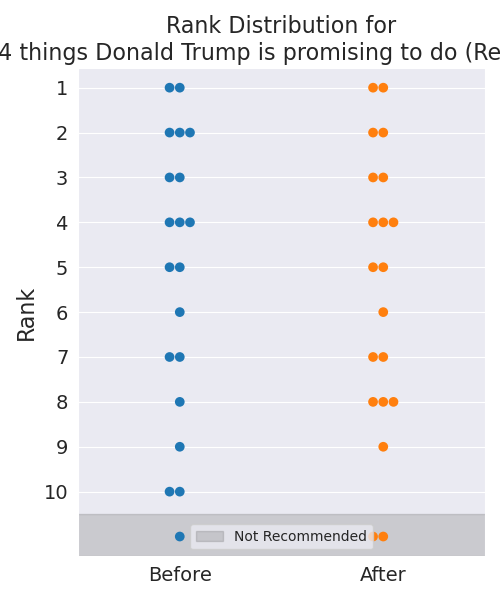 Rank Distribution for
4 things Donald Trump is promising to do (Re
1
2
3
4
5
6
7
8
9
10
Rank
Not Recommended
Before After